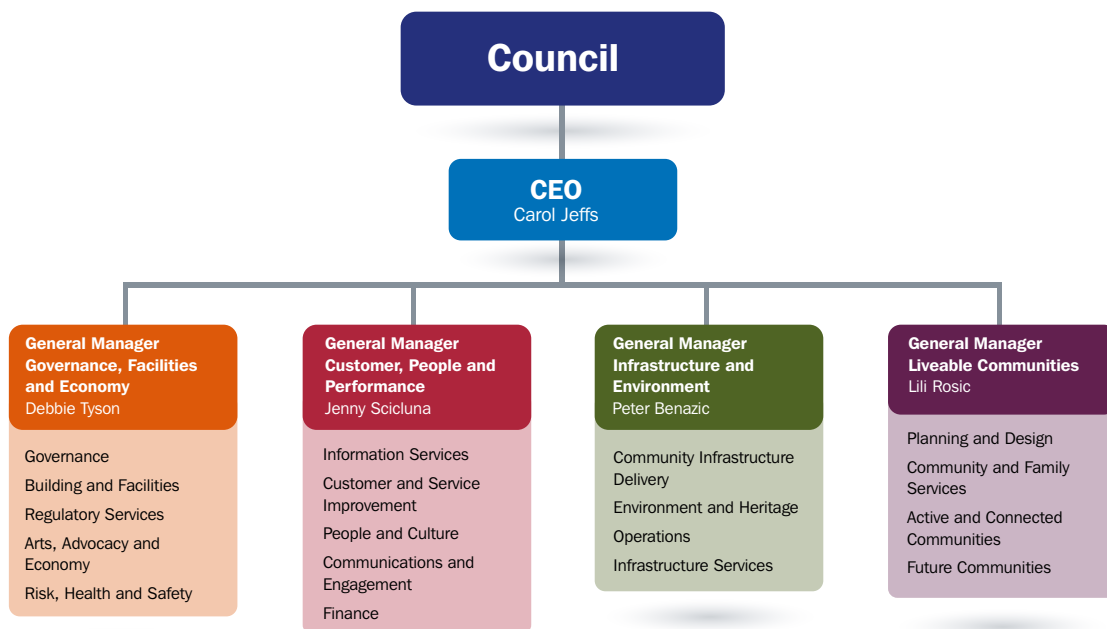 Council
CEO
Carol Jeffs
General Manager
Governance, Facilities
and Economy
Debbie Tyson
Governance
Building and Facilities
Regulatory Services
Arts, Advocacy and
Economy
Risk, Health and Safety
General Manager
Customer, People and
Performance
Jenny Scicluna
Information Services
Customer and Service
Improvement
People and Culture
Communications and
Engagement
Finance
General Manager
Infrastructure and
Environment
Peter Benazic
Community Infrastructure
Delivery
Environment and Heritage
Operations
Infrastructure Services
General Manager
Liveable Communities
Lili Rosic
Planning and Design
Community and Family
Services
Active and Connected
Communities
Future Communities